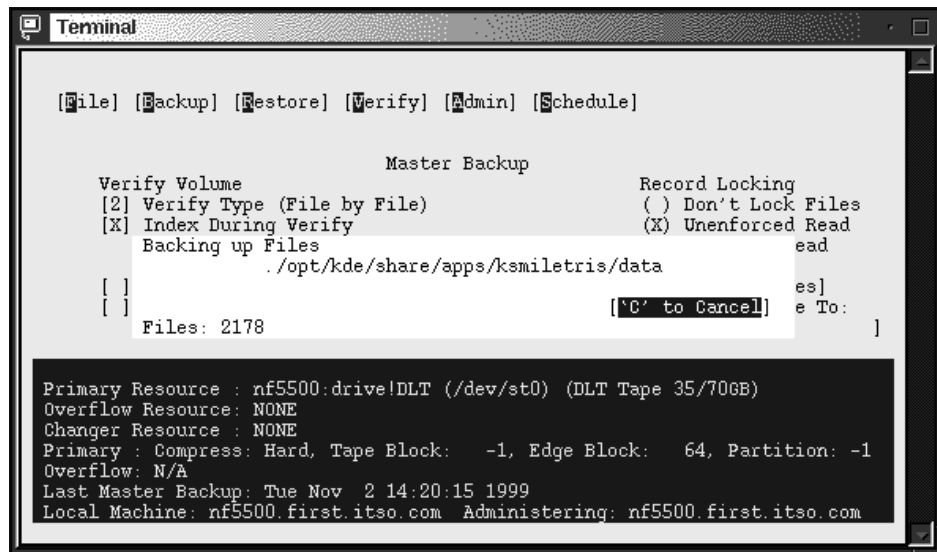 Terminal
[File] [Backup] [Restore] [Verify] [Admin] [Schedule]
Master Backup
Verify Volume Record Locking
[2] Verify Type (File by File) ( ) Don't Lock Files
[X] Index During Verify (X) Unenforced Read
Backing up Files ead
./opt/kde/share/apps/ksmiletris/data
[ ] es]
[ ] [`C' to Cancel] e To:
Files: 2178 ]
Primary Resource : nf5500:drive!DLT (/dev/st0) (DLT Tape 35/70GB)
Overflow Resource: NONE
Changer Resource : NONE
Primary : Compress: Hard, Tape Block: -1, Edge Block: 64, Partition: -1
Overflow: N/A
Last Master Backup: Tue Nov 2 14:20:15 1999
Local Machine: nf5500.first.itso.com Administering: nf5500.first.itso.com